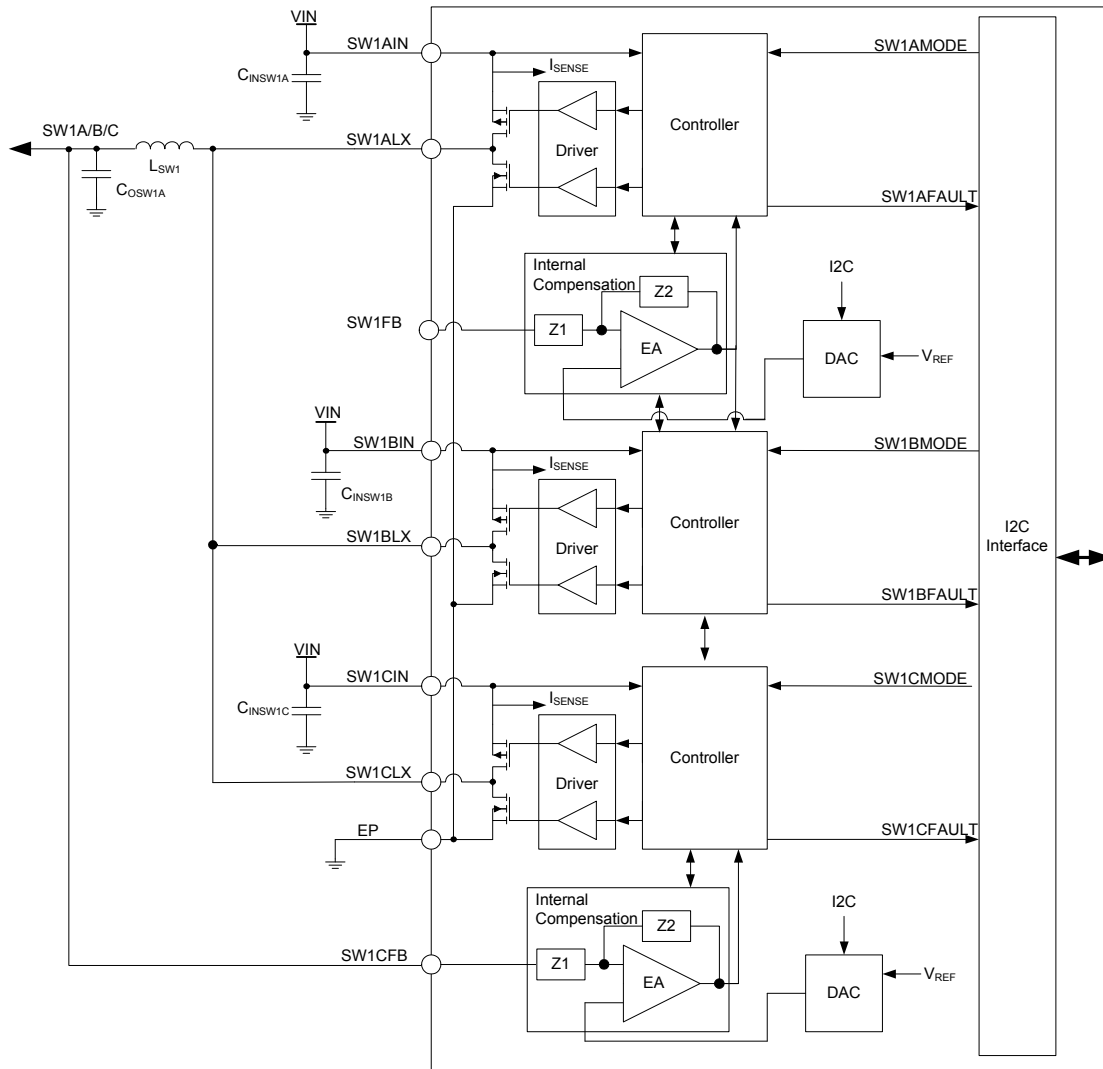 VIN
SW1AIN
CINSW1A
ISENSE
SW1AMODE
Controller
SW1A/B/C
LSW1
COSW1A
SW1ALX
Driver
SW1AFAULT
Internal
Compensation
Z2
I2C
SW1FB
Z1
EA
DAC
VREF
VIN
SW1BIN
CINSW1B
ISENSE
SW1BMODE
Controller
SW1BLX
Driver
I2C
Interface
SW1BFAULT
VIN
SW1CIN
CINSW1C
ISENSE
SW1CMODE
Controller
SW1CLX
Driver
EP
SW1CFAULT
Internal
Compensation
Z2
I2C
SW1CFB
Z1
EA
DAC
VREF